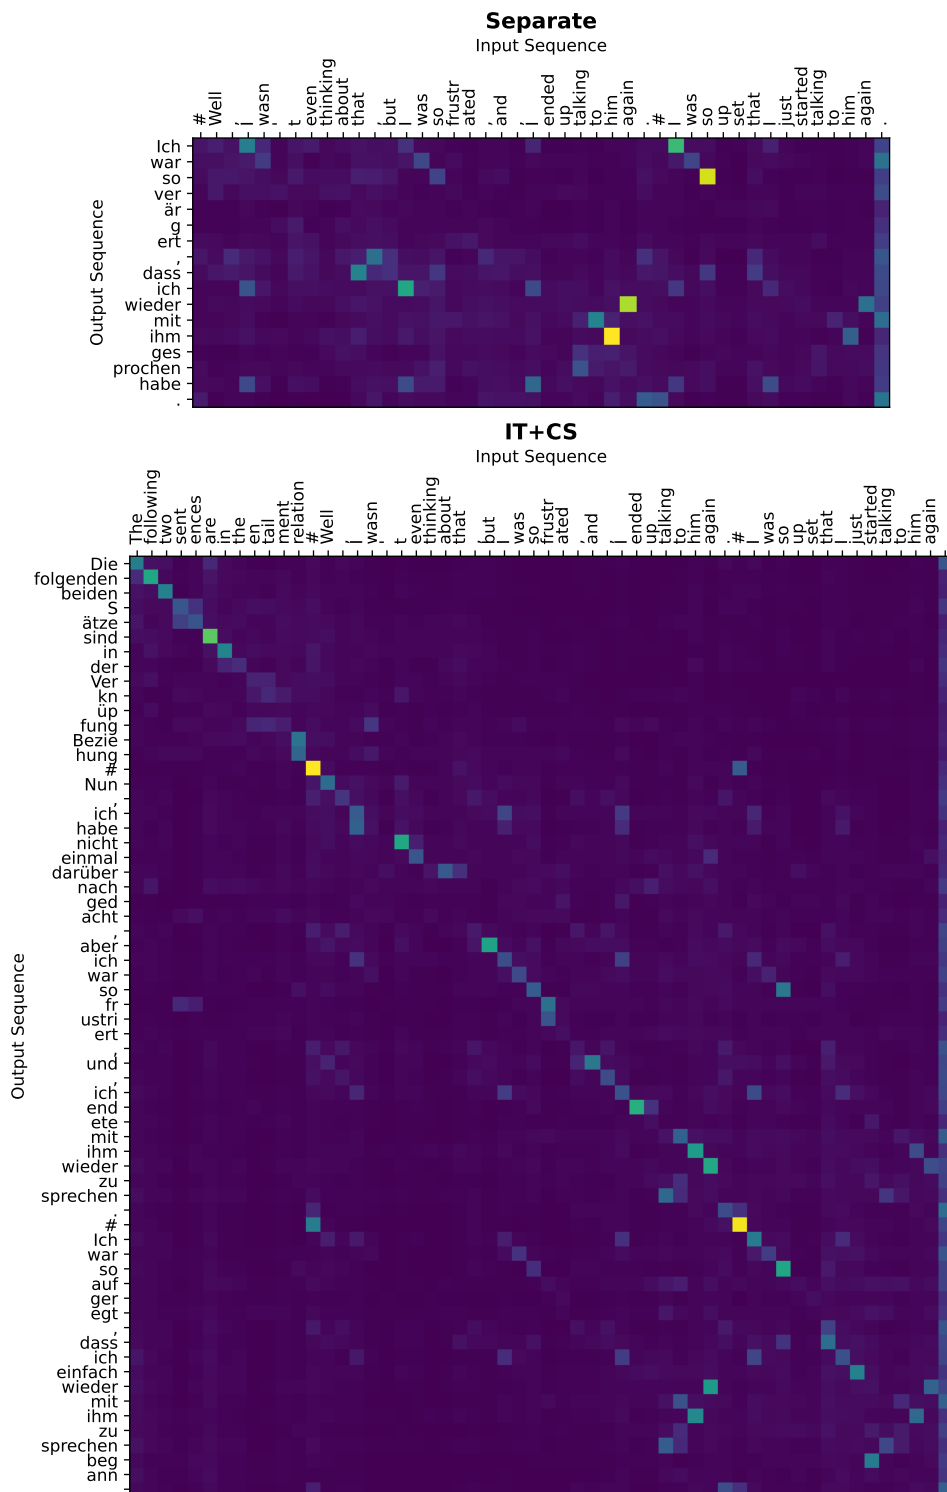 Separate
Input Sequence
# Well , I wasn ' t even thinking about that , but I was so frustr ated , and , I ended up talking to him again . # I was so up set that I just started talking to him again .
Output Sequence
Ich
war
so
ver
är
g
ert
,
dass
ich
wieder
mit
ihm
ges
prochen
habe
.
IT+CS
Input Sequence
The following two sent ences are in the en tail ment relation # Well , I wasn ' t even thinking about that , but I was so frustr ated , and , I ended up talking to him again . # I was so up set that I just started talking to him again
Output Sequence
Die
folgenden
beiden
S
ätze
sind
in
der
Ver
kn
üp
fung
Bezie
hung
#
Nun
,
ich
habe
nicht
einmal
darüber
nach
ged
acht
,
aber
ich
war
so
fr
ustri
ert
,
und
,
ich
end
ete
mit
ihm
wieder
zu
sprechen
.
#
Ich
war
so
auf
ger
egt
,
dass
ich
einfach
wieder
mit
ihm
zu
sprechen
beg
ann